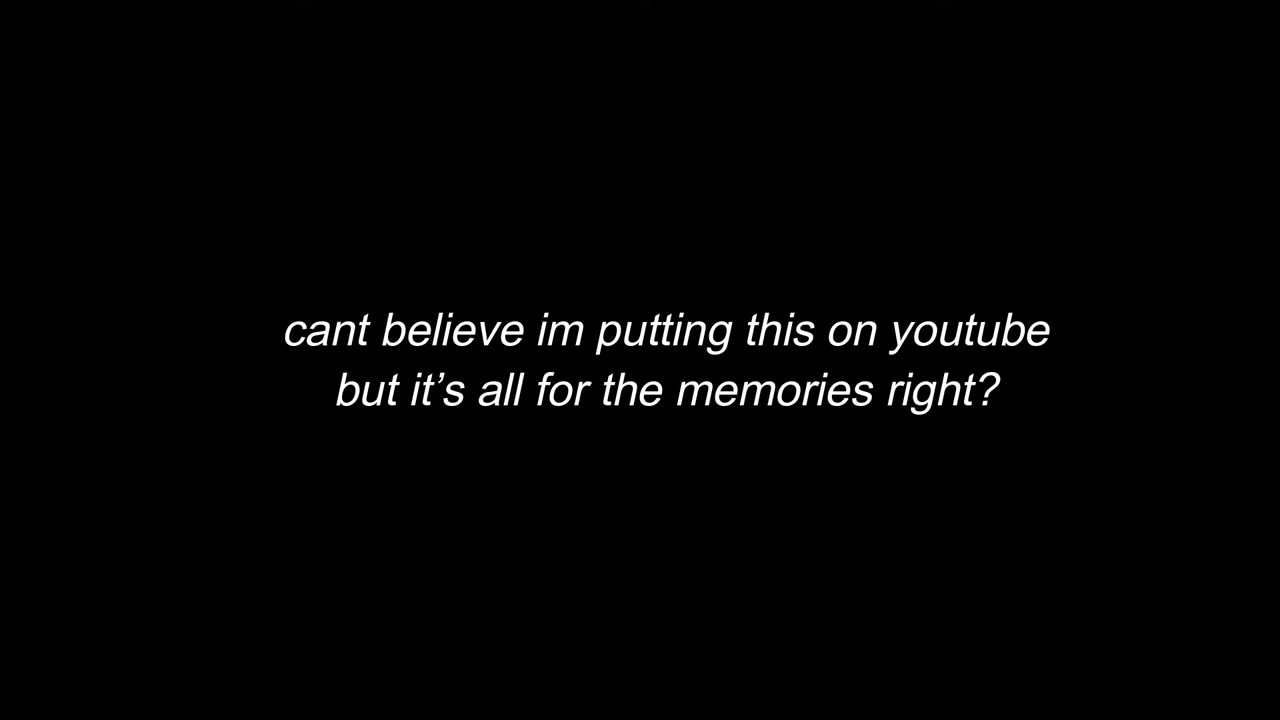 cant believe im putting this on youtube
but it’s all for the memories right?